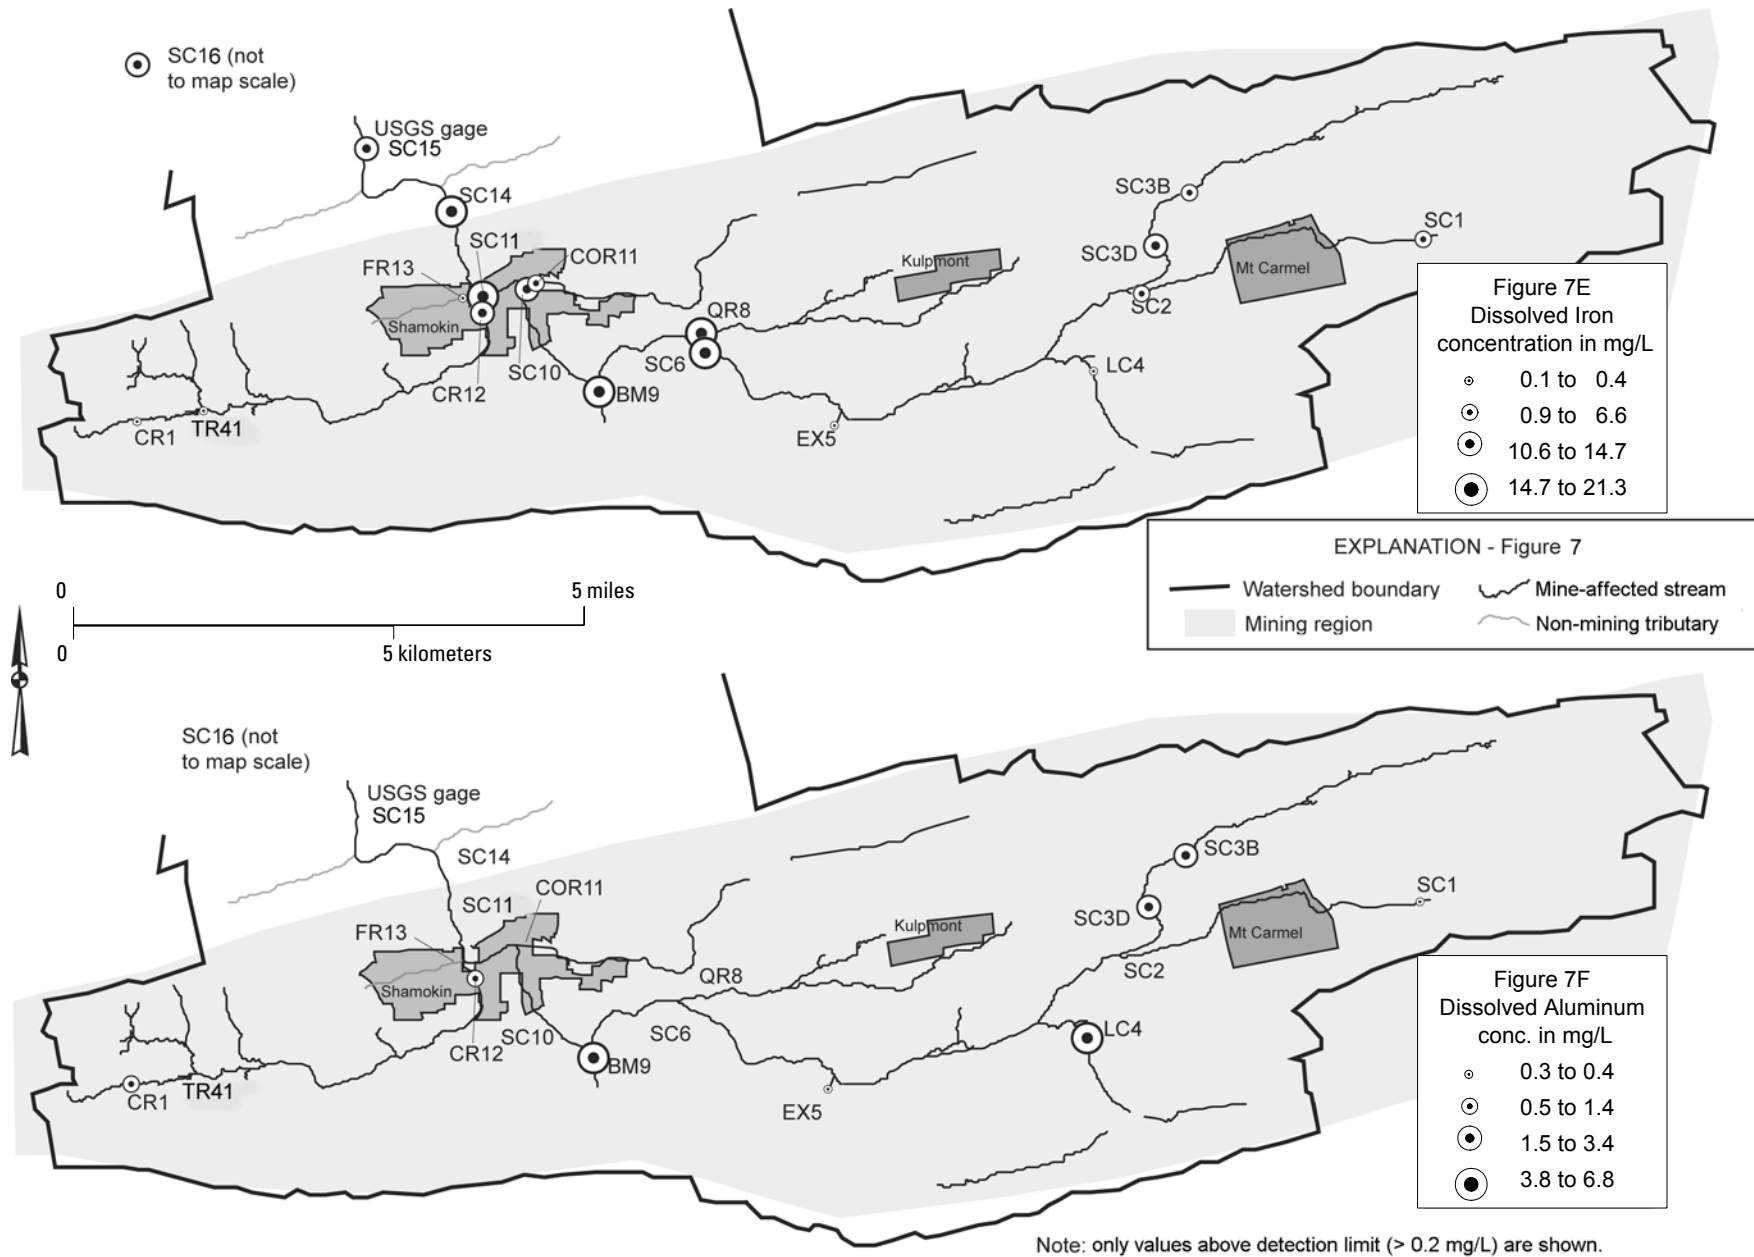 SC16 (not
to map scale)
USGS gage
SC15
SC14
SC3B
SC1
SC11
COR11
SC3D
FR13
Kulpmont
Mt Carmel
SC2
QR8
Shamokin
SC6
SC10
LC4
CR12
BM9
CR1
TR41
EX5
Figure 7E
Dissolved Iron
concentration in mg/L
0.1 to 0.4
0.9 to 6.6
10.6 to 14.7
14.7 to 21.3
EXPLANATION - Figure 7
Watershed boundary
Mine-affected stream
Mining region
Non-mining tributary
0
5 miles
0
5 kilometers
SC16 (not
to map scale)
USGS gage
SC15
SC14
SC3B
SC1
COR11
SC11
SC3D
FR13
Kulpmont
Mt Carmel
SC2
QR8
Shamokin
SC6
SC10
LC4
CR12
BM9
CR1
TR41
EX5
Figure 7F
Dissolved Aluminum
conc. in mg/L
0.3 to 0.4
0.5 to 1.4
1.5 to 3.4
3.8 to 6.8
Note: only values above detection limit (> 0.2 mg/L) are shown.